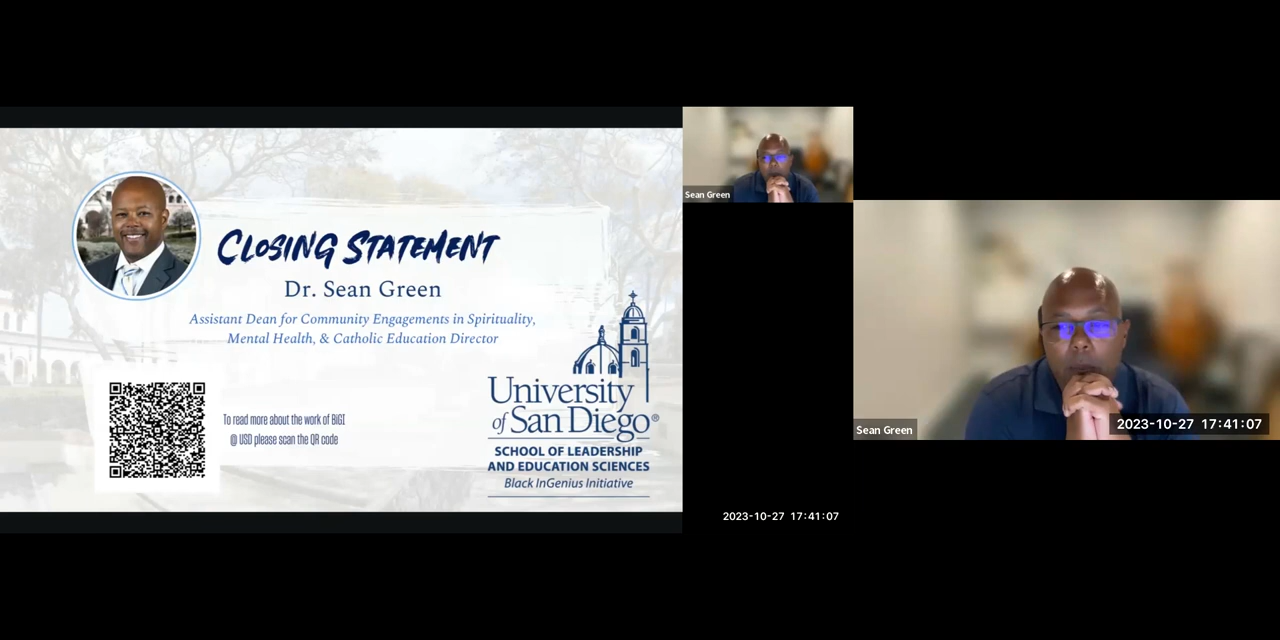 CLOSING STATEMENT
Dr. Sean Green
Assistant Dean for Community Engagements in Spirituality,
Mental Health, & Catholic Education Director
To read more about the work of BiGI
@ USD please scan the QR code
University
of San Diego®
SCHOOL OF LEADERSHIP
AND EDUCATION SCIENCES
Black InGenius Initiative
Sean Green
2023-10-27 17:41:07
Sean Green
2023-10-27 17:41:07